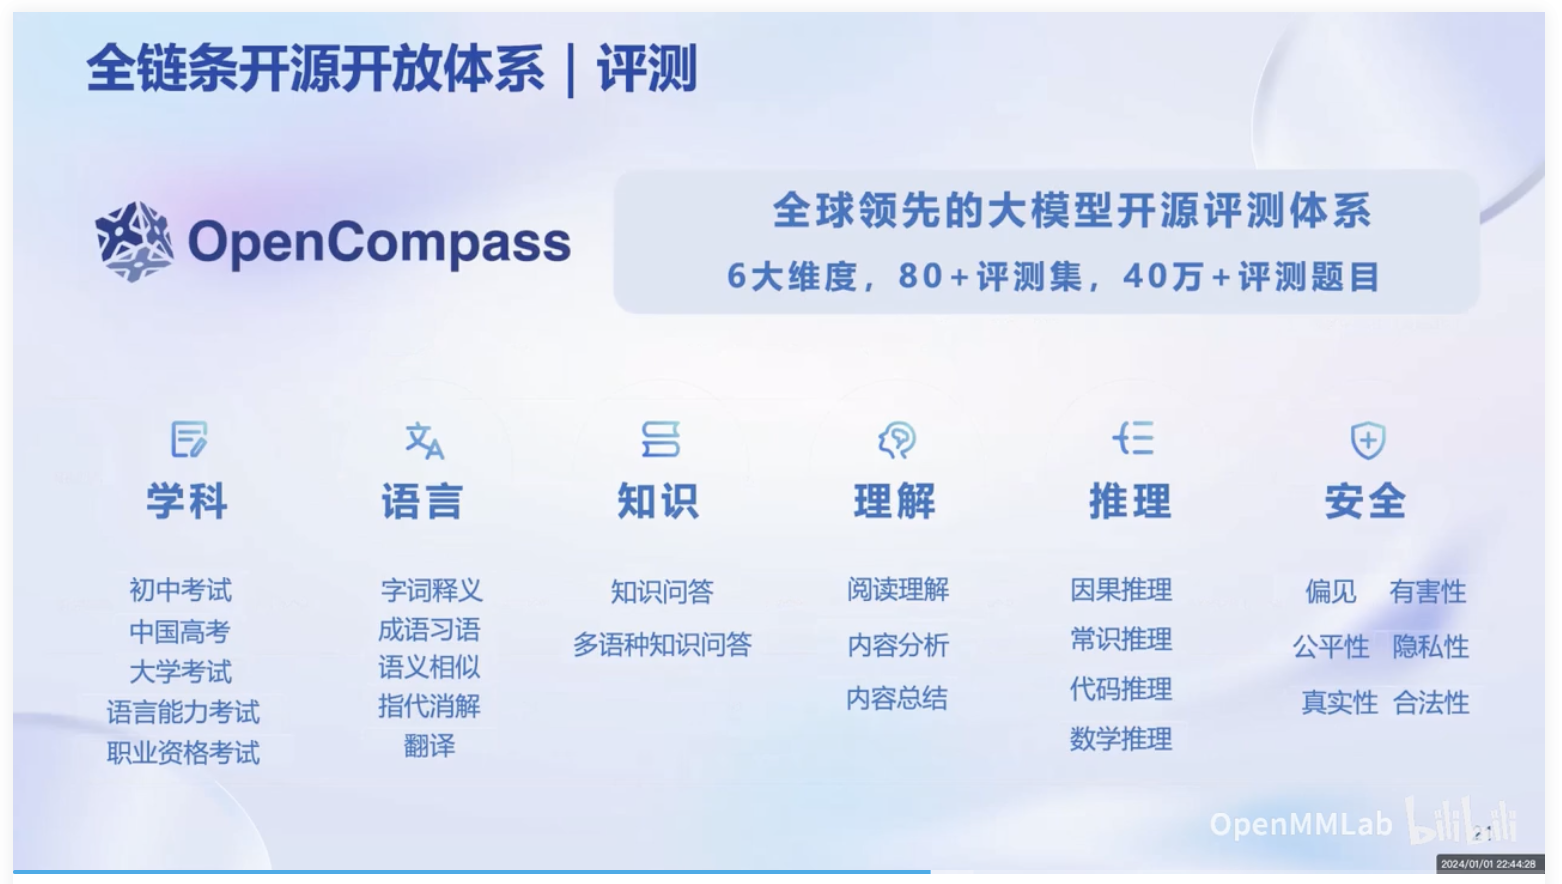 全链条开源开放体系 | 评测
OpenCompass
全球领先的大模型开源评测体系
6大维度，80+评测集，40万+评测题目
学科
初中考试
中国高考
大学考试
语言能力考试
职业资格考试
语言
字词释义
成语习语
语义相似
指代消解
翻译
知识
知识问答
多语种知识问答
理解
阅读理解
内容分析
内容总结
推理
因果推理
常识推理
代码推理
数学推理
安全
偏见 有害性
公平性 隐私性
真实性 合法性
OpenMMLab bilibili
21
2024/01/01 22:44:28